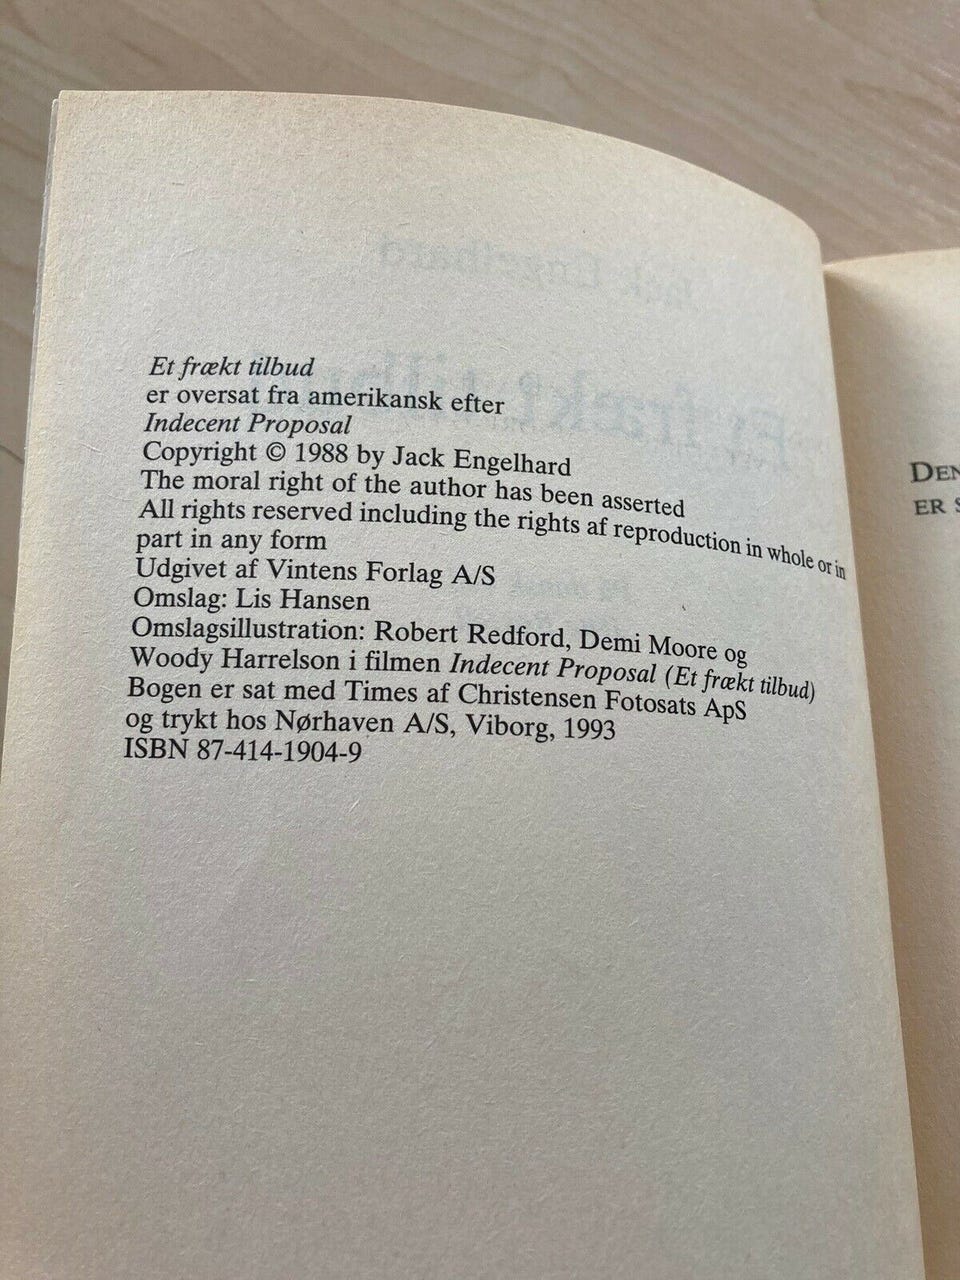 Et frækt tilbud
er oversat fra amerikansk efter
Indecent Proposal
Copyright © 1988 by Jack Engelhard
The moral right of the author has been asserted
All rights reserved including the rights af reproduction in whole or in
part in any form
Udgivet af Vintens Forlag A/S
Omslag: Lis Hansen
Omslagsillustration: Robert Redford, Demi Moore og
Woody Harrelson i filmen Indecent Proposal (Et frækt tilbud)
Bogen er sat med Times af Christensen Fotosats ApS
og trykt hos Nørhaven A/S, Viborg, 1993
ISBN 87-414-1904-9
ER